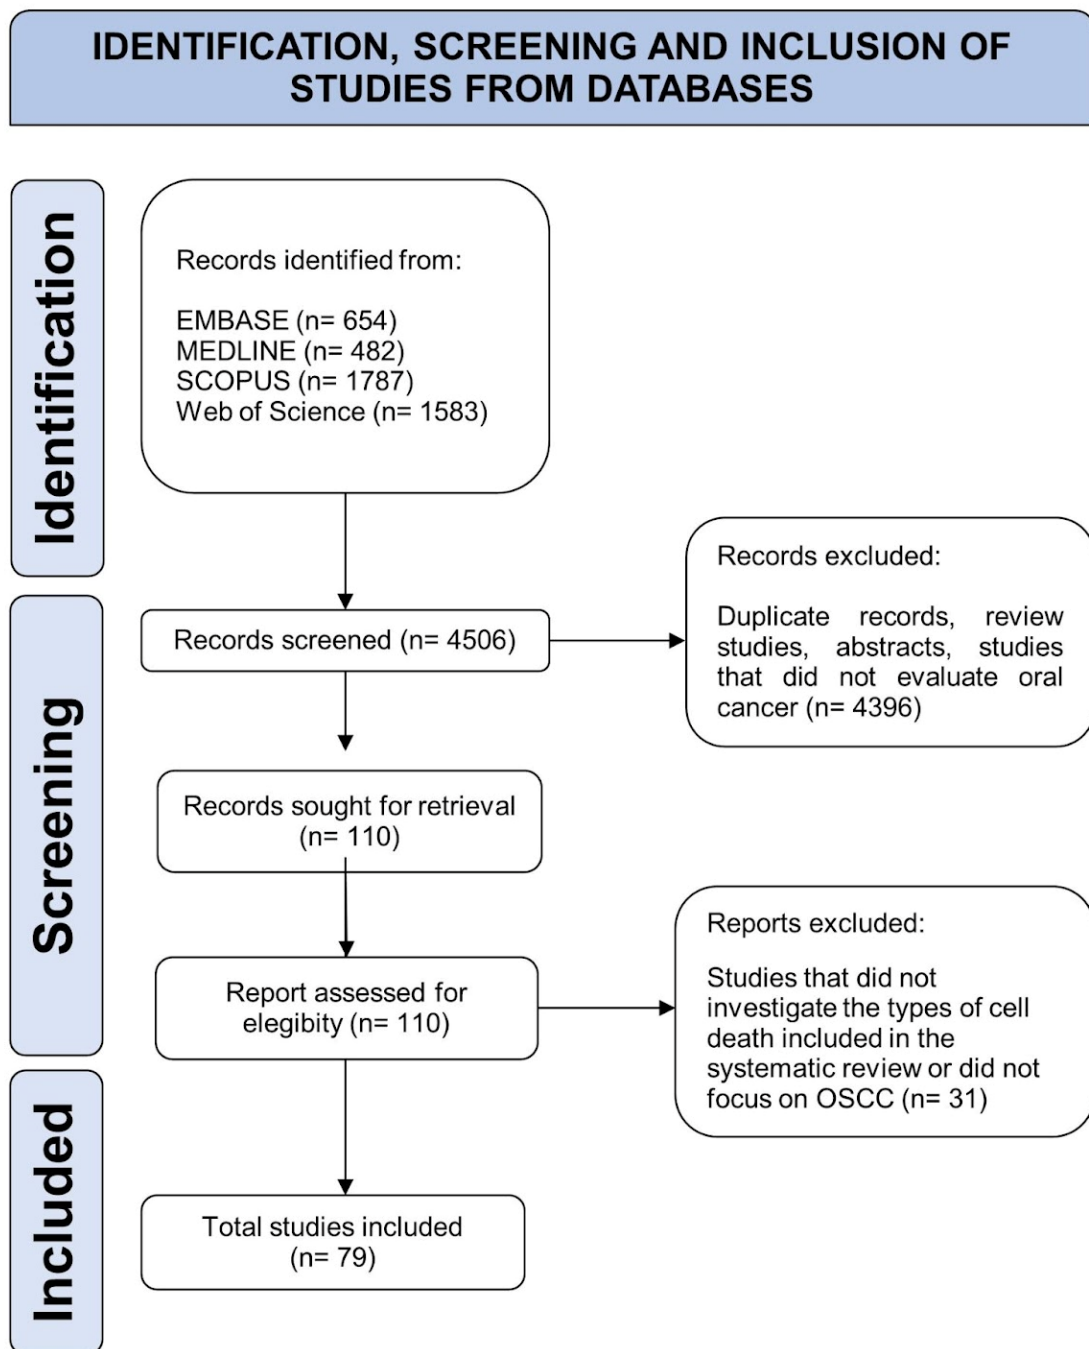 IDENTIFICATION, SCREENING AND INCLUSION OF
STUDIES FROM DATABASES
Identification
Records identified from:
EMBASE (n= 654)
MEDLINE (n= 482)
SCOPUS (n= 1787)
Web of Science (n= 1583)
Screening
Records screened (n= 4506)
Records excluded:
Duplicate records, review
studies, abstracts, studies
that did not evaluate oral
cancer (n= 4396)
Records sought for retrieval
(n= 110)
Report assessed for
elegibity (n= 110)
Reports excluded:
Studies that did not
investigate the types of cell
death included in the
systematic review or did not
focus on OSCC (n= 31)
Included
Total studies included
(n= 79)